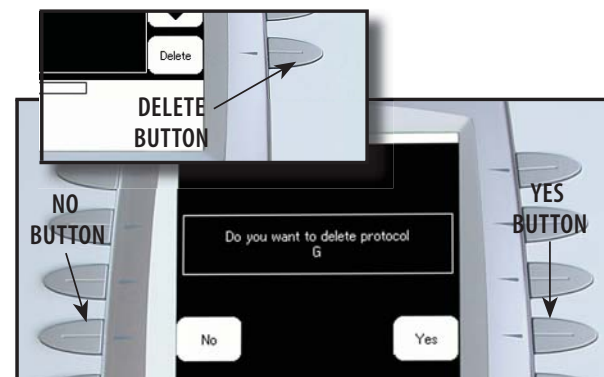 Delete
DELETE
BUTTON
NO
BUTTON
YES
BUTTON
Do you want to delete protocol
G
No
Yes